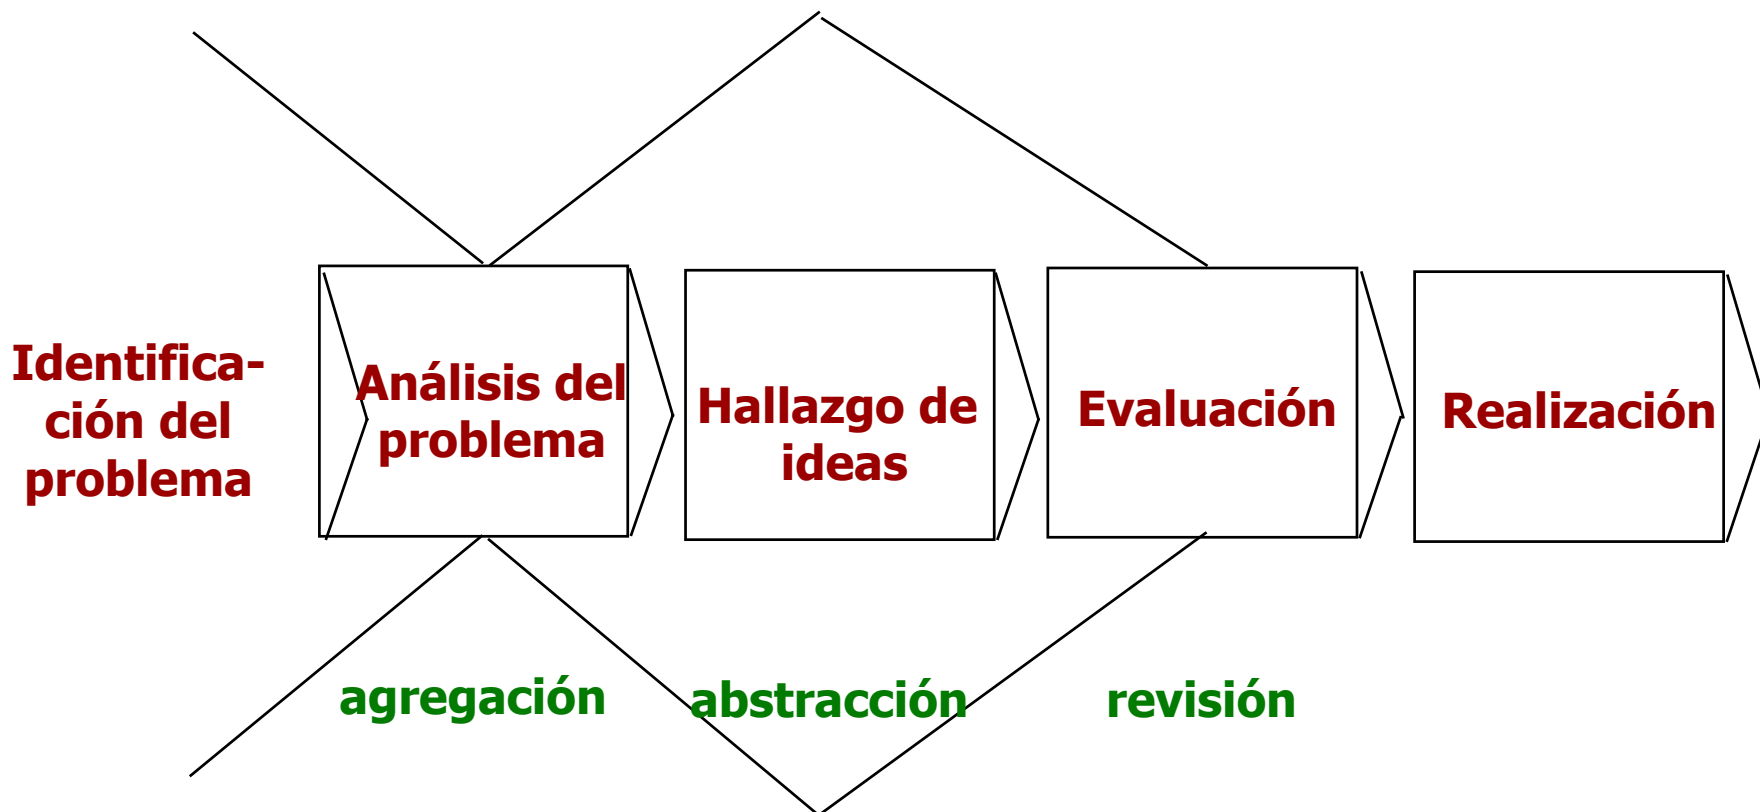 Identifica-
ción del
problema
Análisis del
problema
Hallazgo de
ideas
Evaluación
Realización
agregación
abstracción
revisión